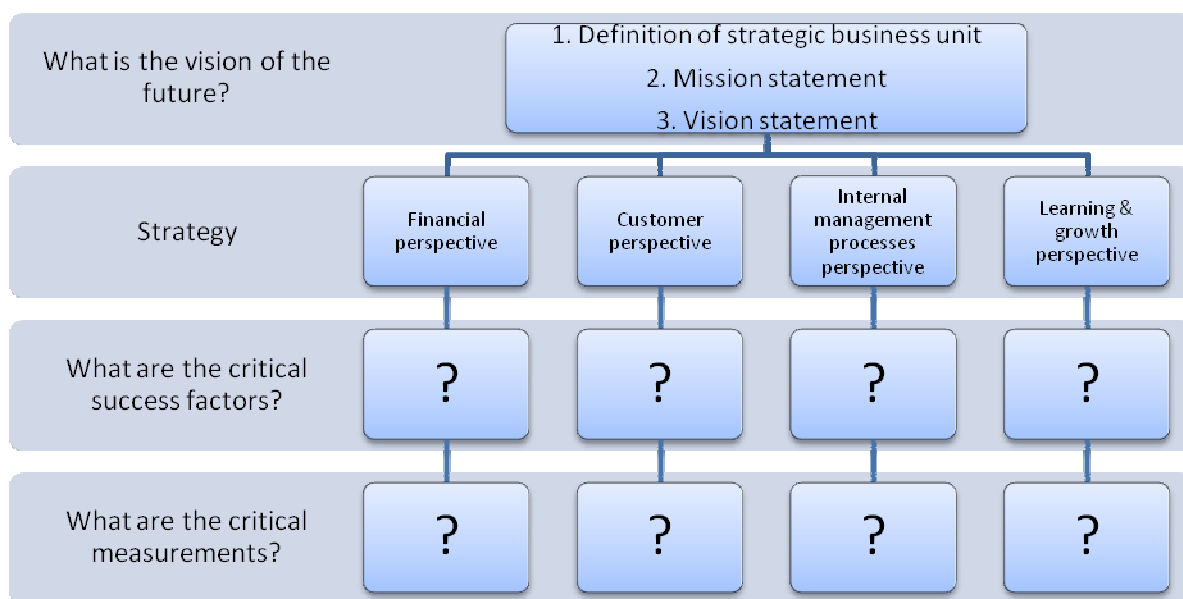 What is the vision of the
future?
1. Definition of strategic business unit
2. Mission statement
3. Vision statement
Strategy
Financial
perspective
Customer
perspective
Internal
management
processes
perspective
Learning &
growth
perspective
What are the critical
success factors?
?
?
?
?
What are the critical
measurements?
?
?
?
?